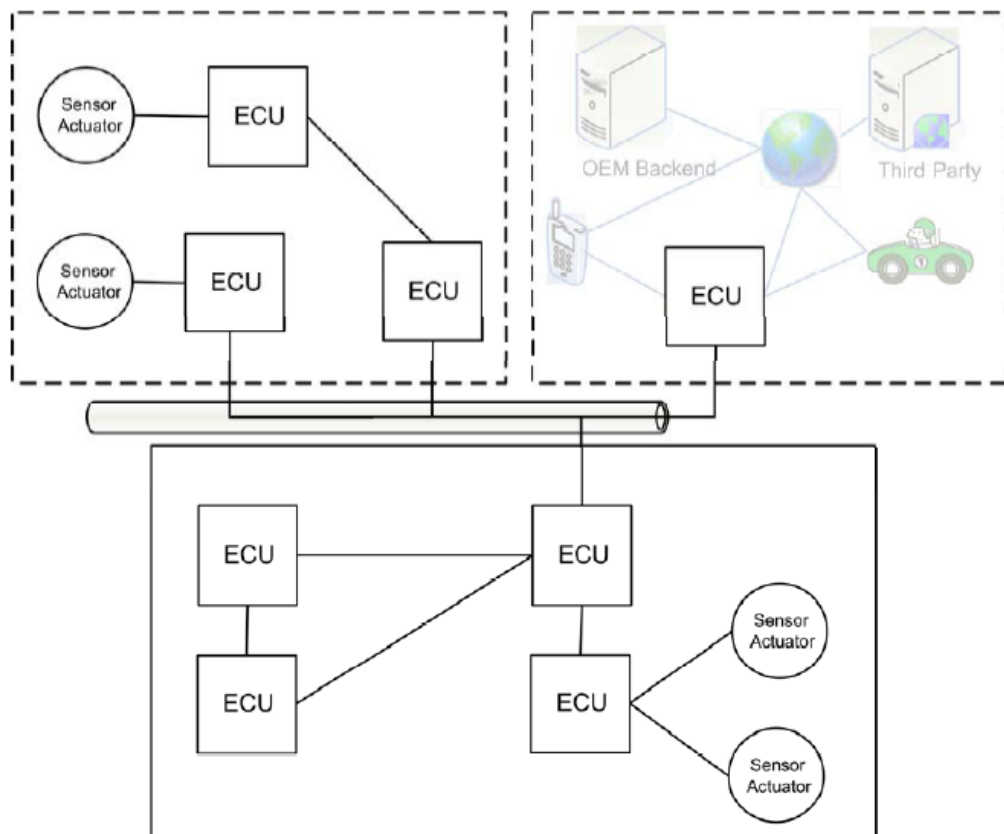 Sensor
Actuator
ECU
Sensor
Actuator
ECU
ECU
OEM Backend
Third Party
1
ECU
ECU
ECU
ECU
ECU
Sensor
Actuator
Sensor
Actuator